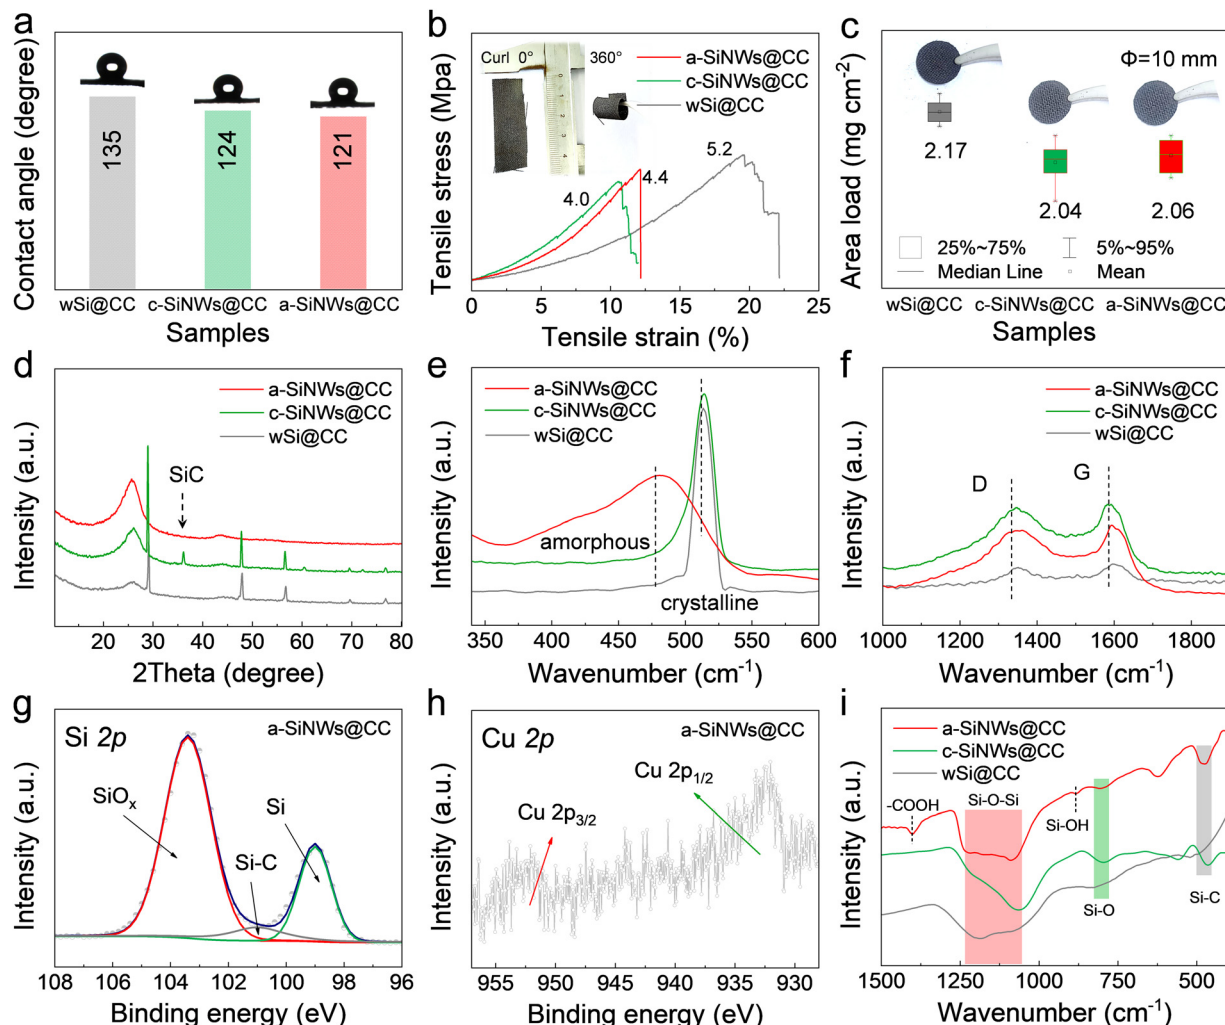 a
Contact angle (degree)
135
124
121
wSi@CC
c-SiNWs@CC
a-SiNWs@CC
Samples
b
Tensile stress (Mpa)
Curl 0°
360°
0
1
2
3
4
a-SiNWs@CC
c-SiNWs@CC
wSi@CC
5.2
4.4
4.0
0 5 10 15 20 25
Tensile strain (%)
c
Area load (mg cm⁻²)
Φ=10 mm
2.17
2.04
2.06
25%~75%
5%~95%
Median Line
Mean
wSi@CC
c-SiNWs@CC
a-SiNWs@CC
Samples
d
Intensity (a.u.)
a-SiNWs@CC
c-SiNWs@CC
wSi@CC
SiC
20 30 40 50 60 70 80
2Theta (degree)
e
Intensity (a.u.)
a-SiNWs@CC
c-SiNWs@CC
wSi@CC
amorphous
crystalline
350 400 450 500 550 600
Wavenumber (cm⁻¹)
f
Intensity (a.u.)
a-SiNWs@CC
c-SiNWs@CC
wSi@CC
D
G
1000 1200 1400 1600 1800
Wavenumber (cm⁻¹)
g
Intensity (a.u.)
Si 2p
a-SiNWs@CC
SiOₓ
Si
Si-C
108 106 104 102 100 98 96
Binding energy (eV)
h
Intensity (a.u.)
Cu 2p
a-SiNWs@CC
Cu 2p₁/₂
Cu 2p₃/₂
955 950 945 940 935 930
Binding energy (eV)
i
Intensity (a.u.)
a-SiNWs@CC
c-SiNWs@CC
wSi@CC
-COOH
Si-O-Si
Si-OH
Si-O
Si-C
1500 1250 1000 750 500
Wavenumber (cm⁻¹)